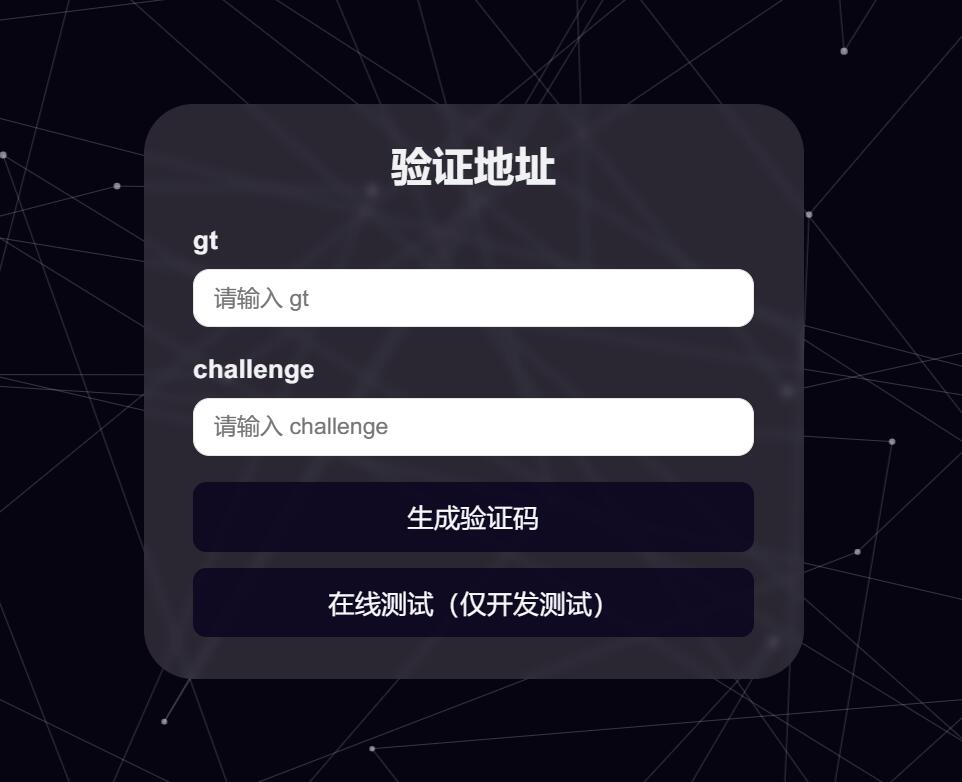 验证地址
gt
请输入 gt
challenge
请输入 challenge
生成验证码
在线测试（仅开发测试）